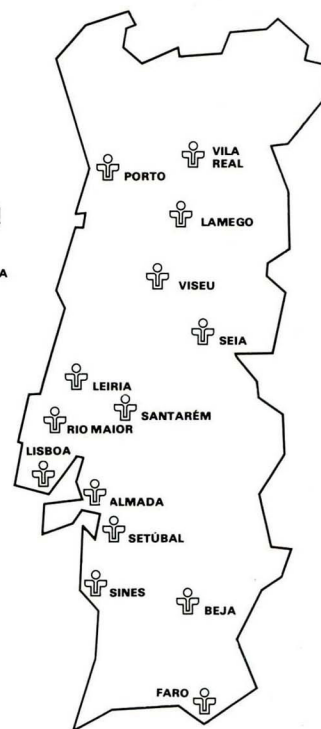 VILA
REAL
PORTO
LAMEGO
A
VISEU
SEIA
LEIRIA
SANTARÉM
RIO MAIOR
LISBOA
ALMADA
SETÚBAL
SINES
BEJA
FARO